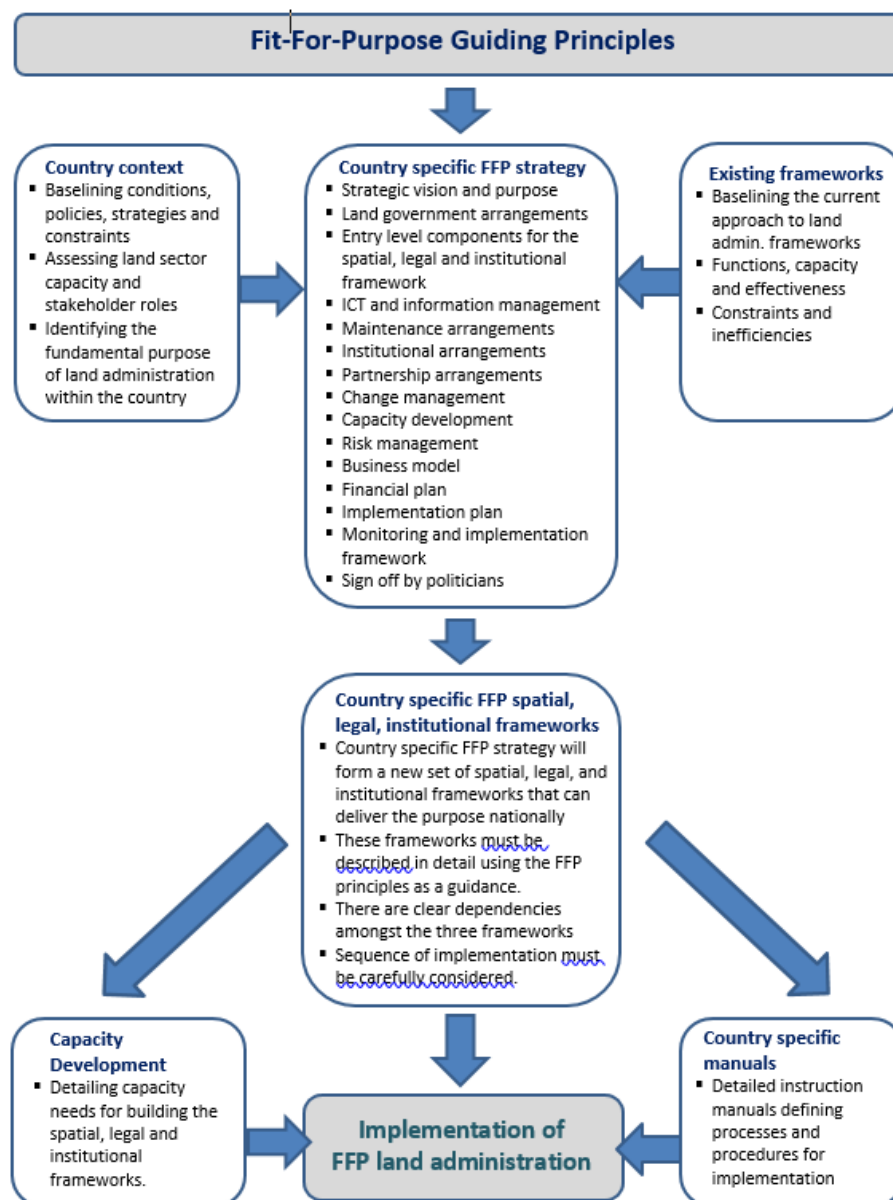 Fit-For-Purpose Guiding Principles
Country context
▪ Baselining conditions,
policies, strategies and
constraints
▪ Assessing land sector
capacity and
stakeholder roles
▪ Identifying the
fundamental purpose
of land administration
within the country
Country specific FFP strategy
▪ Strategic vision and purpose
▪ Land government arrangements
▪ Entry level components for the
spatial, legal and institutional
framework
▪ ICT and information management
▪ Maintenance arrangements
▪ Institutional arrangements
▪ Partnership arrangements
▪ Change management
▪ Capacity development
▪ Risk management
▪ Business model
▪ Financial plan
▪ Implementation plan
▪ Monitoring and implementation
framework
▪ Sign off by politicians
Existing frameworks
▪ Baselining the current
approach to land
admin. frameworks
▪ Functions, capacity
and effectiveness
▪ Constraints and
inefficiencies
Country specific FFP spatial,
legal, institutional frameworks
▪ Country specific FFP strategy will
form a new set of spatial, legal, and
institutional frameworks that can
deliver the purpose nationally
▪ These frameworks must be
described in detail using the FFP
principles as a guidance.
▪ There are clear dependencies
amongst the three frameworks
▪ Sequence of implementation must
be carefully considered.
Capacity
Development
▪ Detailing capacity
needs for building the
spatial, legal and
institutional
frameworks.
Implementation of
FFP land administration
Country specific
manuals
▪ Detailed instruction
manuals defining
processes and
procedures for
implementation